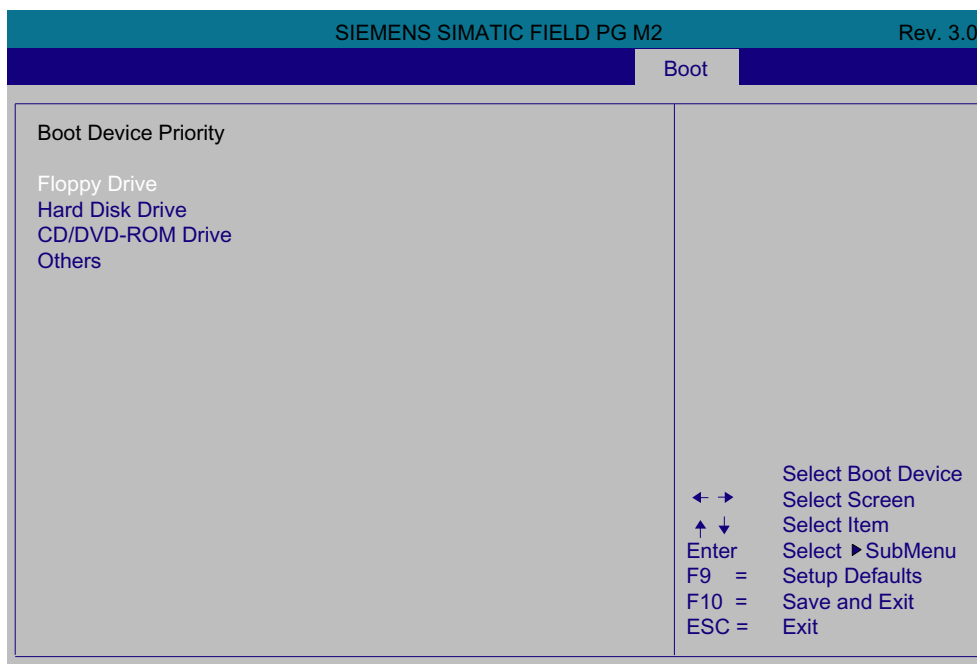 SIEMENS SIMATIC FIELD PG M2 Rev. 3.0
Boot
Boot Device Priority
Floppy Drive
Hard Disk Drive
CD/DVD-ROM Drive
Others
Select Boot Device
← → Select Screen
↑ ↓ Select Item
Enter Select ▶ SubMenu
F9 = Setup Defaults
F10 = Save and Exit
ESC = Exit